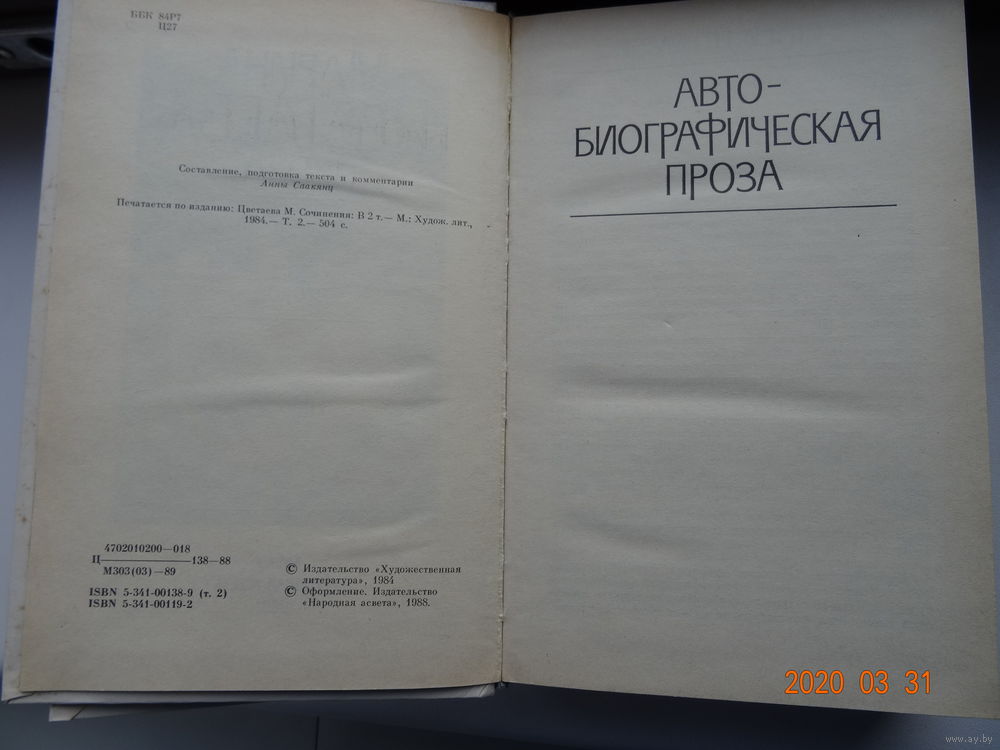 ББК 84Р7
Ц27
Составление, подготовка текста и комментарии
Анны Саакянц
Печатается по изданию: Цветаева М. Сочинения: В 2 т.— М.: Худож. лит.,
1984.— Т. 2.— 504 с.
4702010200—018
Ц————————138—88
М303(03)—89
ISBN 5-341-00138-9 (т. 2)
ISBN 5-341-00119-2
© Издательство «Художественная
литература», 1984
© Оформление. Издательство
«Народная асвета», 1988.
АВТО-
БИОГРАФИЧЕСКАЯ
ПРОЗА
2020 03 31
www.ay.by